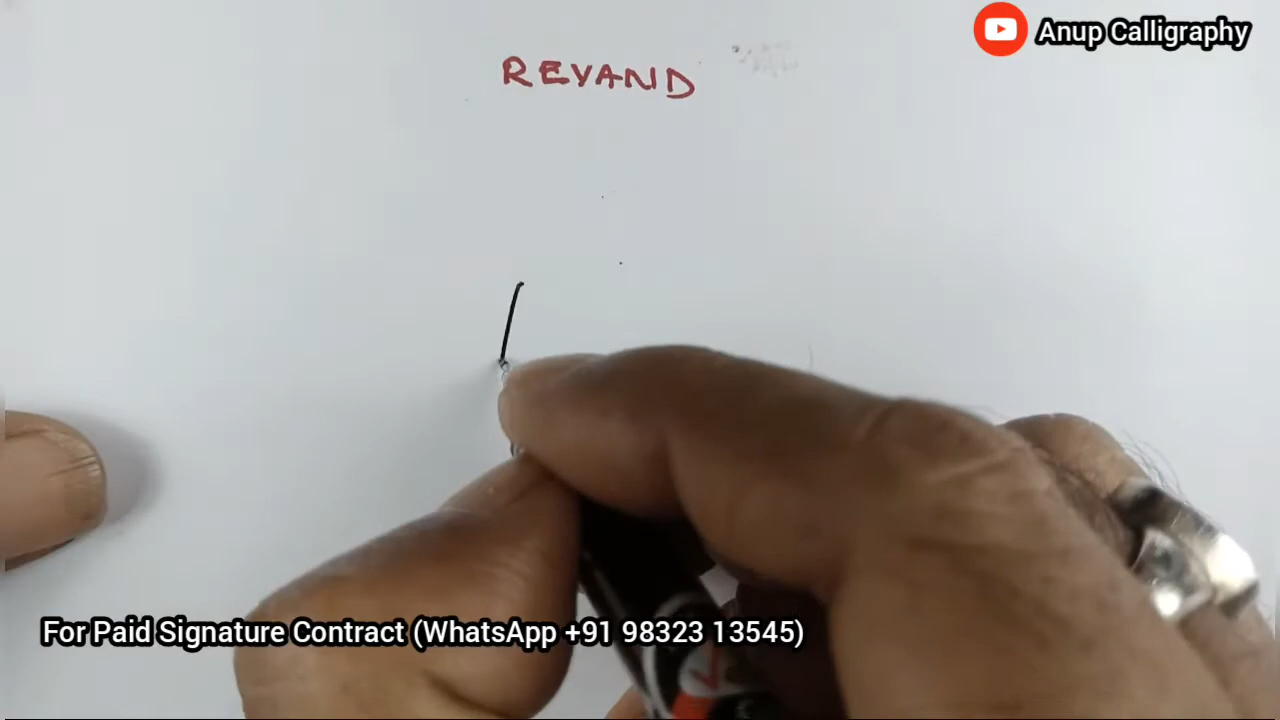 Anup Calligraphy
REVAND
For Paid Signature Contract (WhatsApp +91 98323 13545)